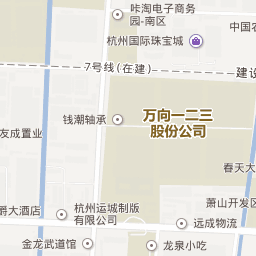 咔淘电子商务
园-南区
中国农
杭州国际珠宝城
7号线(在建)
建设
钱潮轴承
万向一二三
股份公司
友成置业
春天大
萧山开发区
爵大酒店
杭州运城制版
有限公司
远成物流
金龙武道馆
龙泉小吃